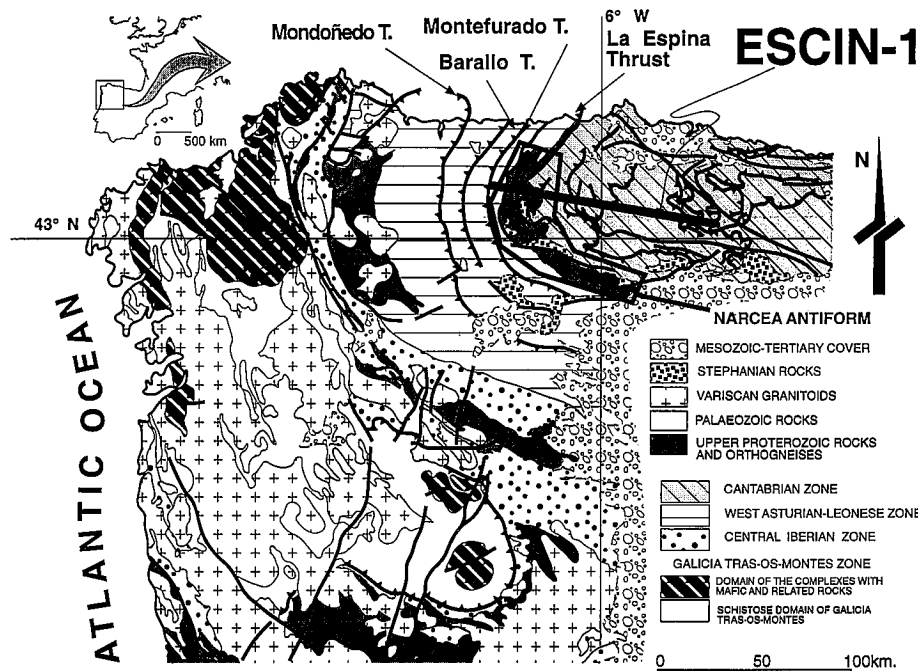 Mondoñedo T.
Montefurado T.
Barallo T.
6° W
La Espina
Thrust
ESCIN-1
0 500 km
N
43° N
ATLANTIC OCEAN
NARCEA ANTIFORM
MESOZOIC-TERTIARY COVER
STEPHANIAN ROCKS
VARISCAN GRANITOIDS
PALAEOZOIC ROCKS
UPPER PROTEROZOIC ROCKS
AND ORTHOGNEISES
CANTABRIAN ZONE
WEST ASTURIAN-LEONESE ZONE
CENTRAL IBERIAN ZONE
GALICIA TRAS-OS-MONTES ZONE
DOMAIN OF THE COMPLEXES WITH
MAFIC AND RELATED ROCKS
SCHISTOSE DOMAIN OF GALICIA
TRAS-OS-MONTES
0 50 100km.